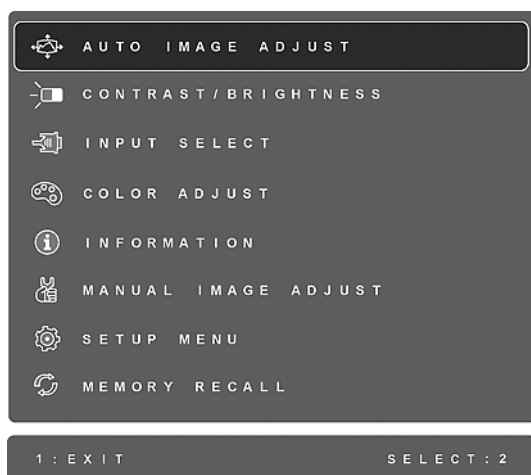 AUTO IMAGE ADJUST
CONTRAST/BRIGHTNESS
INPUT SELECT
COLOR ADJUST
INFORMATION
MANUAL IMAGE ADJUST
SETUP MENU
MEMORY RECALL
1:EXIT SELECT:2